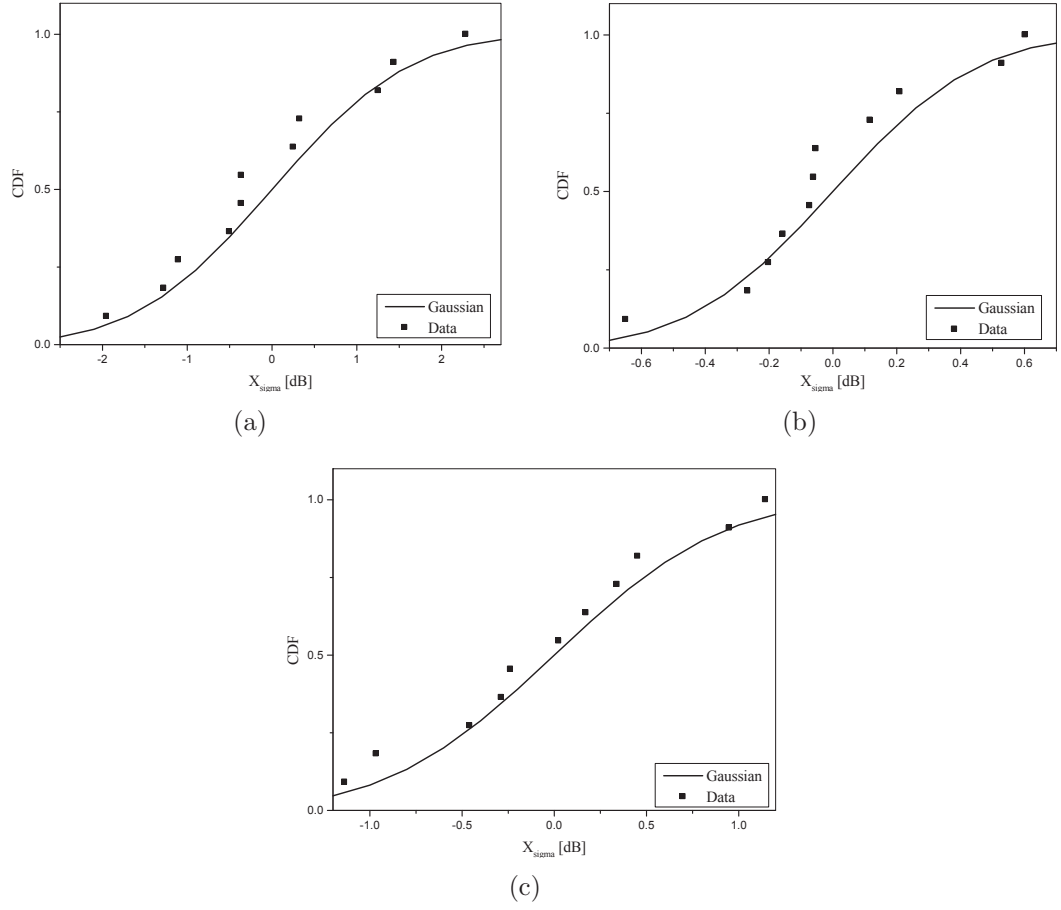 1.0
0.5
0.0
CDF
-2
-1
0
1
2
X_sigma [dB]
Gaussian
Data
(a)
1.0
0.5
0.0
CDF
-0.6
-0.4
-0.2
0.0
0.2
0.4
0.6
X_sigma [dB]
Gaussian
Data
(b)
1.0
0.5
0.0
CDF
-1.0
-0.5
0.0
0.5
1.0
X_sigma [dB]
Gaussian
Data
(c)